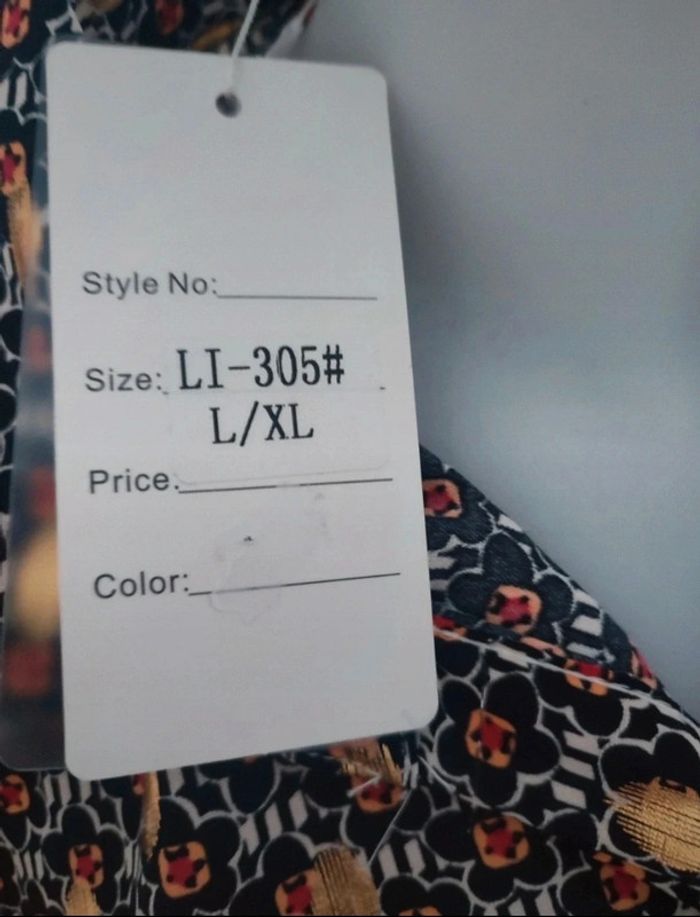 Style No:
Size: LI-305#
L/XL
Price.
Color: